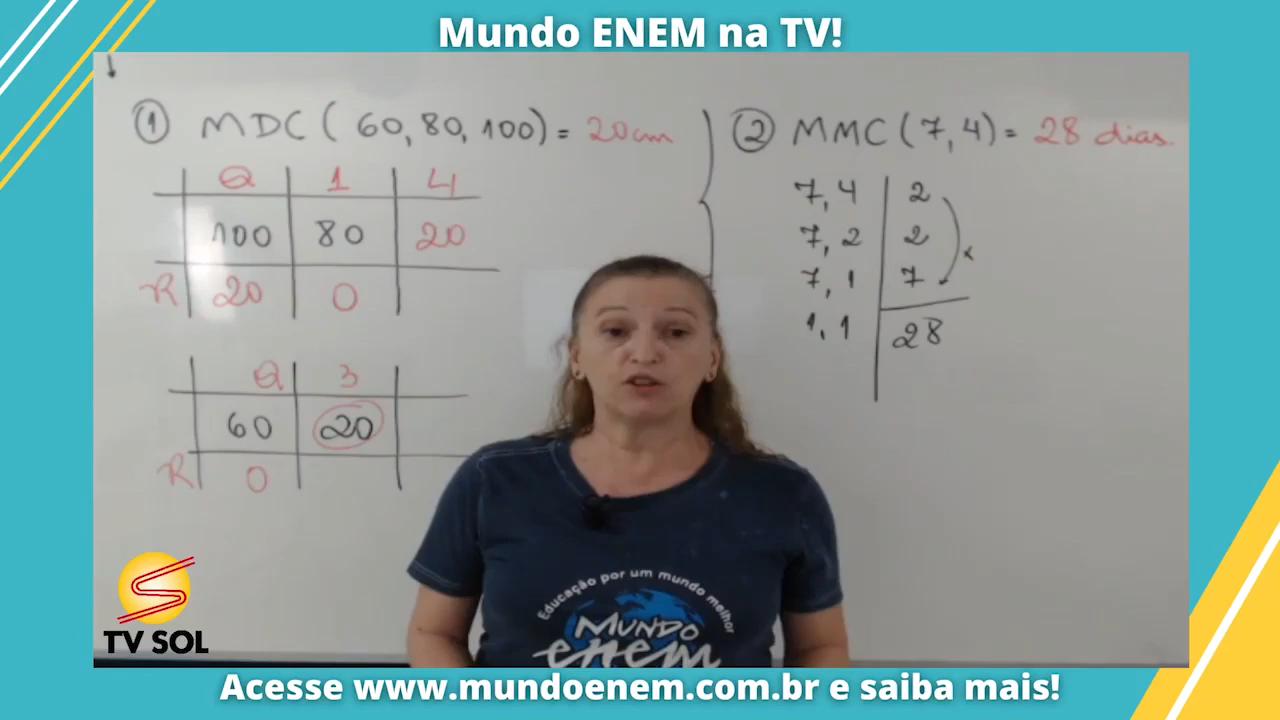 Mundo ENEM na TV!
① MDC ( 60, 80, 100) = 20cm
Q 1 4
100 80 20
R 20 0
Q 3
60 20
R 0
② MMC (7, 4) = 28 dias.
7, 4 2
7, 2 2
7, 1 7
1, 1 28
x
Educação por um mundo melhor
MUNDO
enem
TV SOL
Acesse www.mundoenem.com.br e saiba mais!